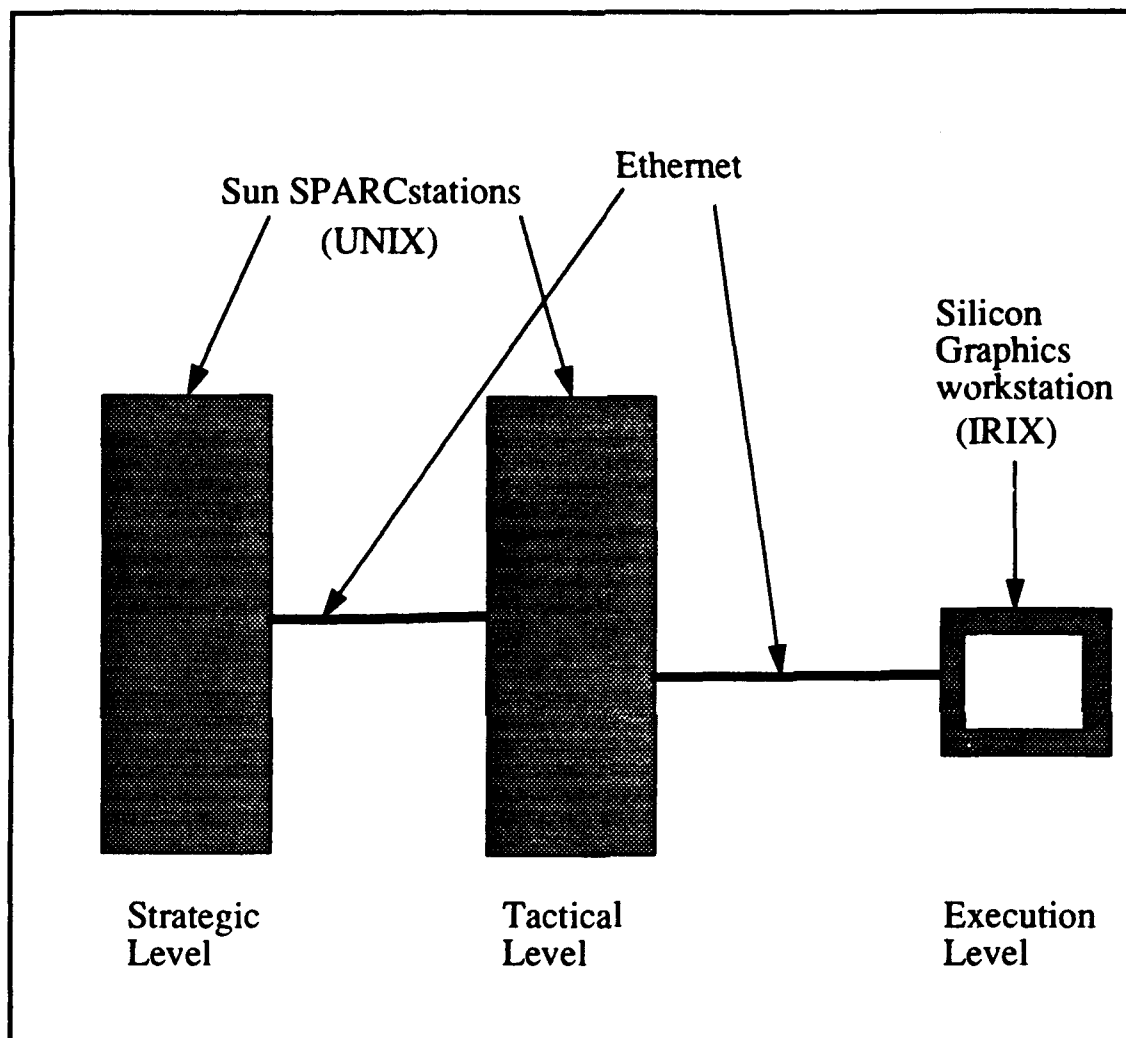 Ethernet
Sun SPARCstations
(UNIX)
Silicon
Graphics
workstation
(IRIX)
Strategic
Level
Tactical
Level
Execution
Level